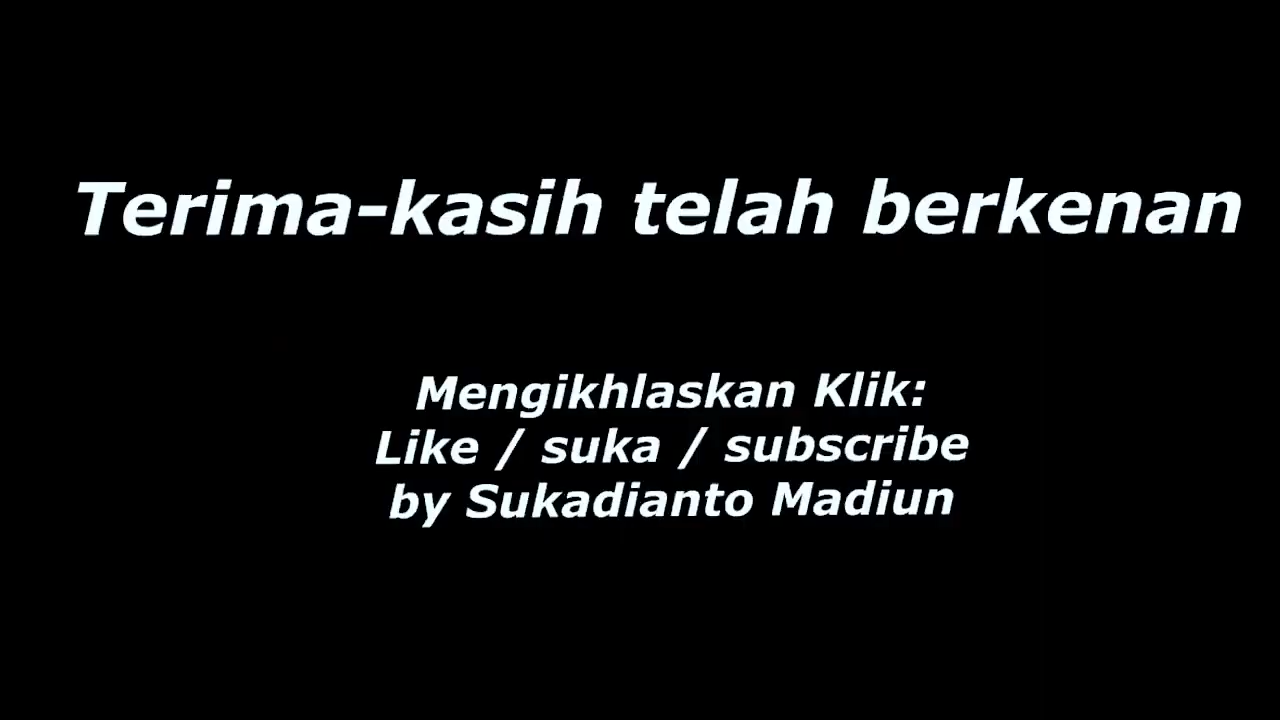 Terima-kasih telah berkenan
Mengikhlaskan Klik:
Like / suka / subscribe
by Sukadianto Madiun